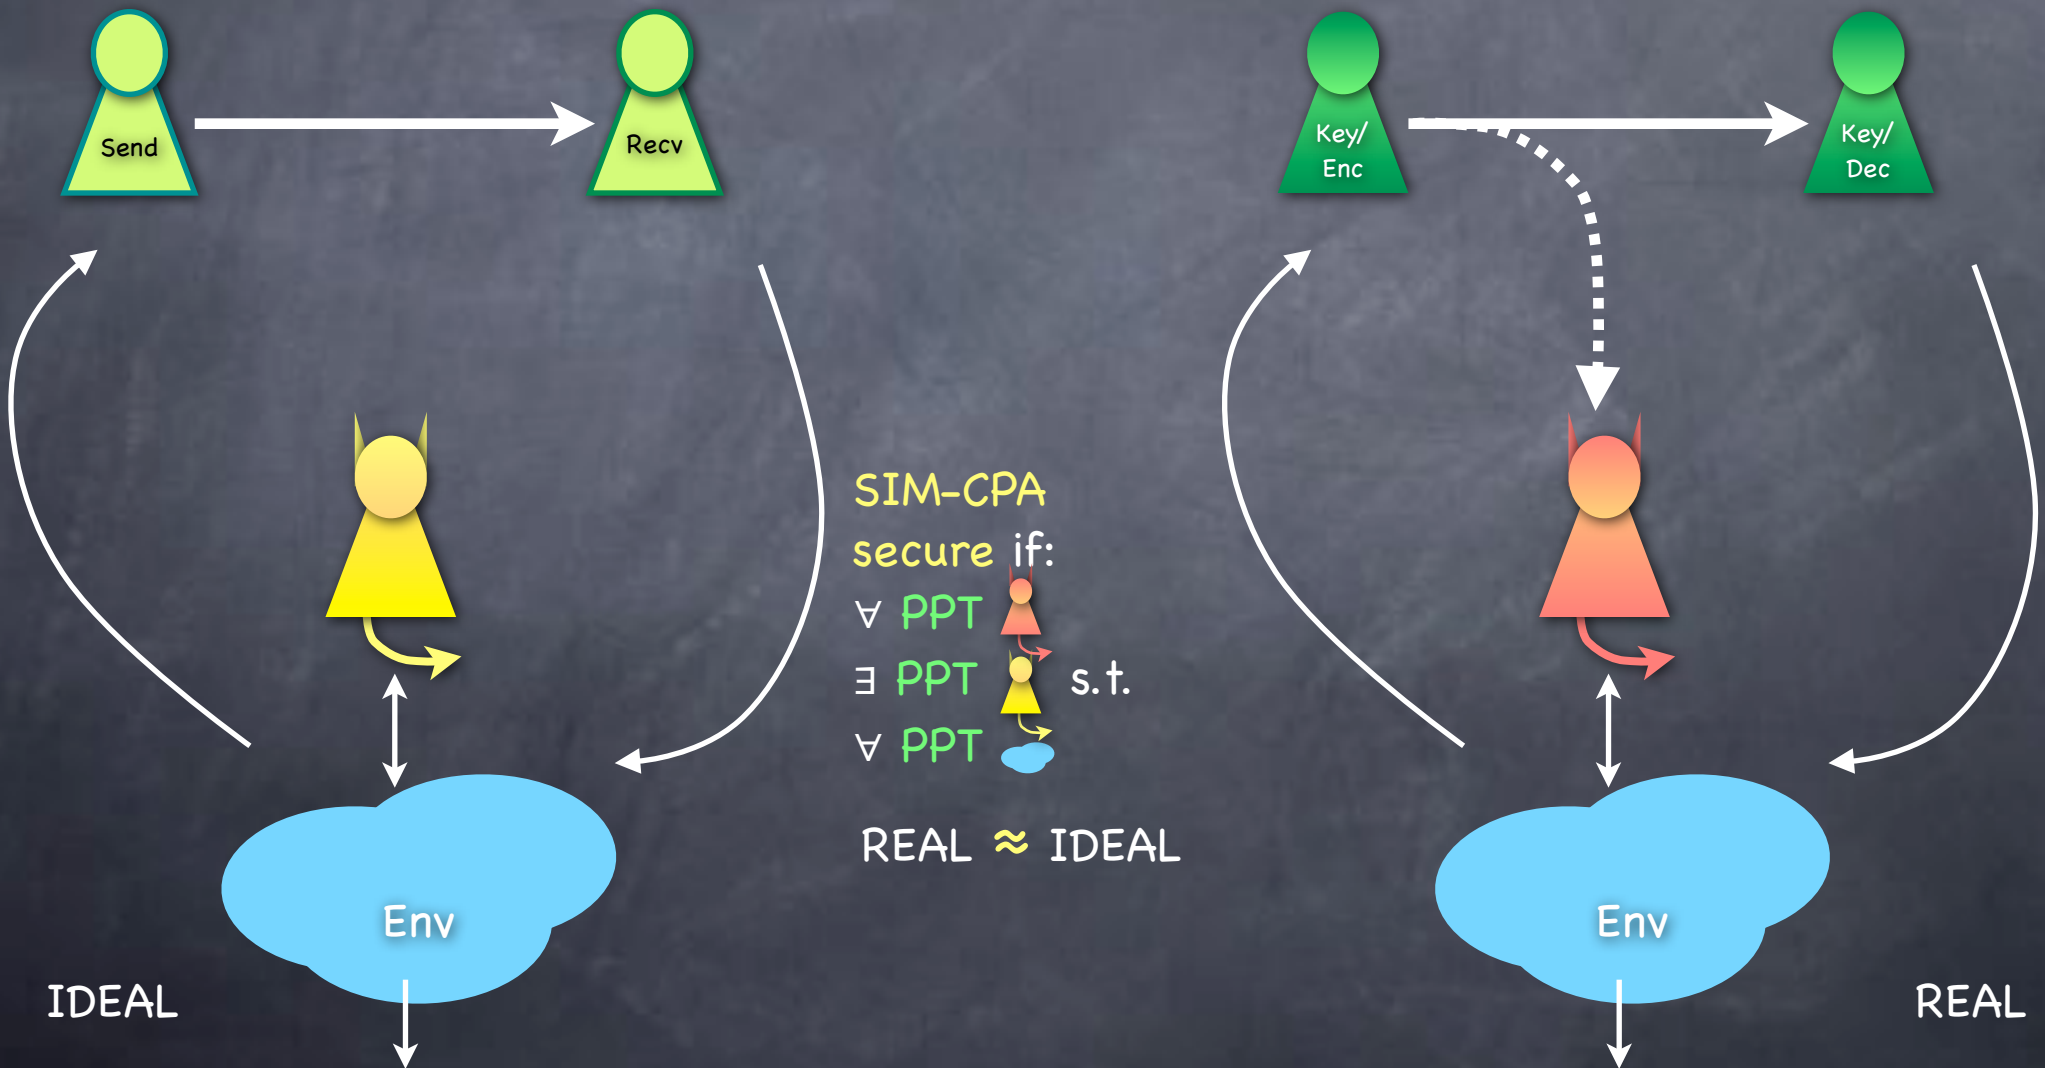 Send
Recv
Key/
Enc
Key/
Dec
SIM-CPA
secure if:
∀ PPT
∃ PPT s.t.
∀ PPT
REAL ≈ IDEAL
Env
Env
IDEAL
REAL